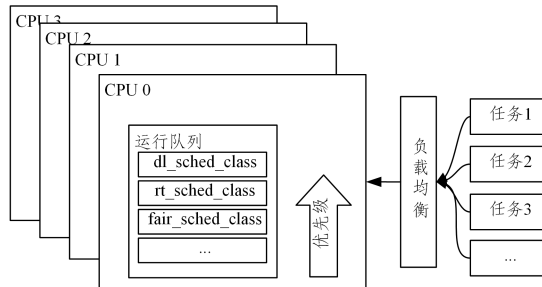 CPU 3
CPU 2
CPU 1
CPU 0
运行队列
dl_sched_class
rt_sched_class
fair_sched_class
...
优先级
负载均衡
任务1
任务2
任务3
...